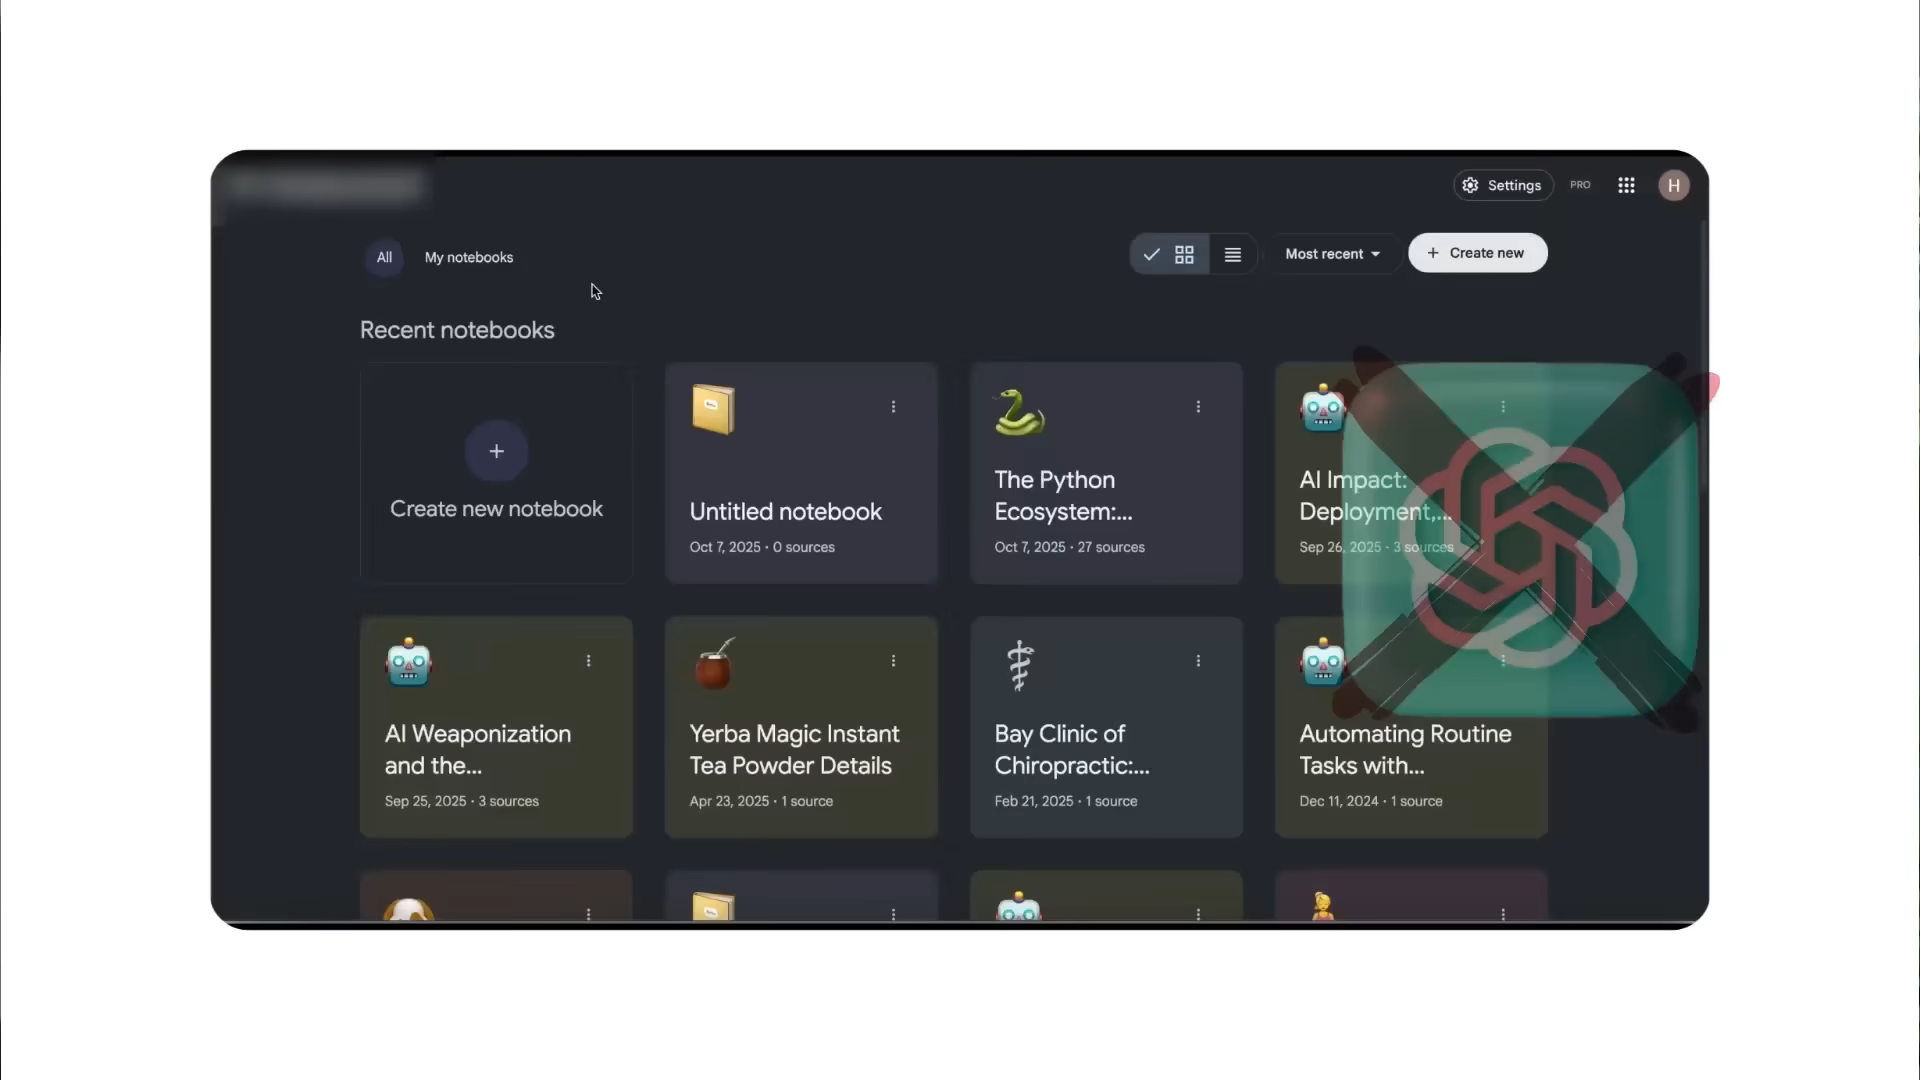 Settings
PRO
H
All
My notebooks
Most recent
+ Create new
Recent notebooks
+
Create new notebook
Untitled notebook
Oct 7, 2025 · 0 sources
The Python
Ecosystem:...
Oct 7, 2025 · 27 sources
AI Impact:
Deployment,...
Sep 26, 2025 · 3 sources
AI Weaponization
and the...
Sep 25, 2025 · 3 sources
Yerba Magic Instant
Tea Powder Details
Apr 23, 2025 · 1 source
Bay Clinic of
Chiropractic:...
Feb 21, 2025 · 1 source
Automating Routine
Tasks with...
Dec 11, 2024 · 1 source